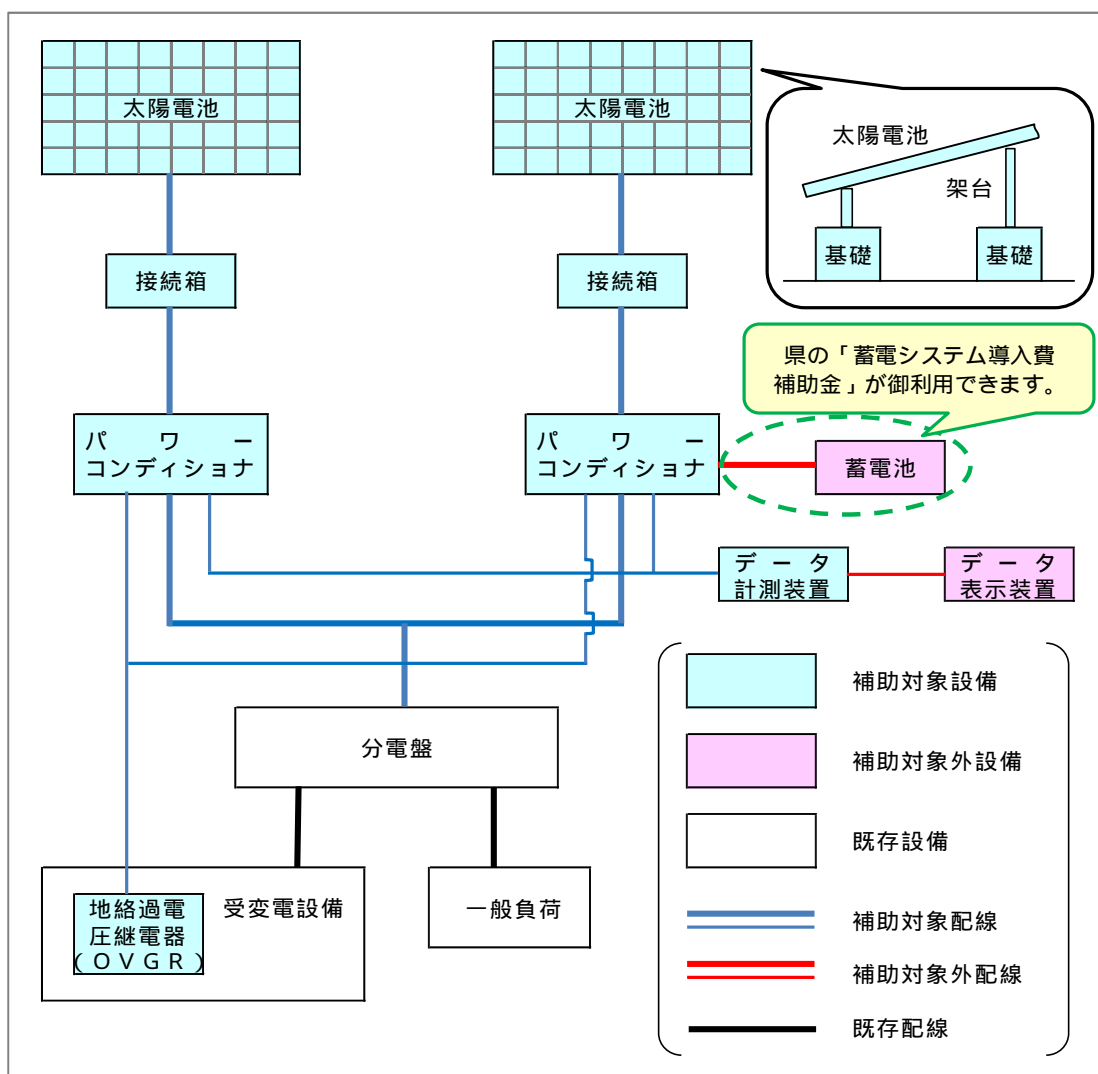 太陽電池
太陽電池
太陽電池
架台
基礎
基礎
接続箱
接続箱
県の「蓄電システム導入費
補助金」が御利用できます。
パワー
コンディショナ
パワー
コンディショナ
蓄電池
データ
計測装置
データ
表示装置
分電盤
地絡過電
圧継電器
(OVGR)
受変電設備
一般負荷
補助対象設備
補助対象外設備
既存設備
補助対象配線
補助対象外配線
既存配線